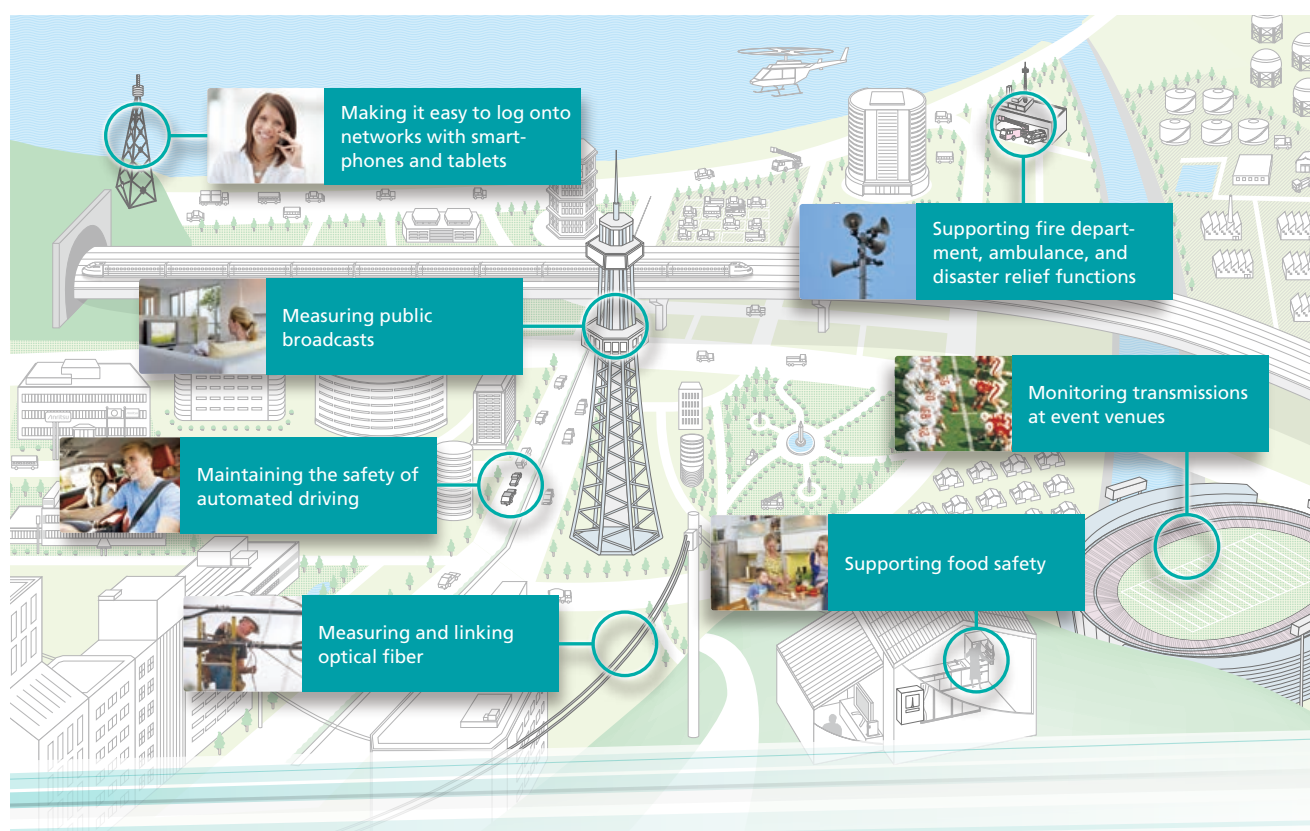 Making it easy to log onto
networks with smart-
phones and tablets
Supporting fire depart-
ment, ambulance, and
disaster relief functions
Measuring public
broadcasts
Monitoring transmissions
at event venues
Maintaining the safety of
automated driving
Supporting food safety
Measuring and linking
optical fiber
Anritsu